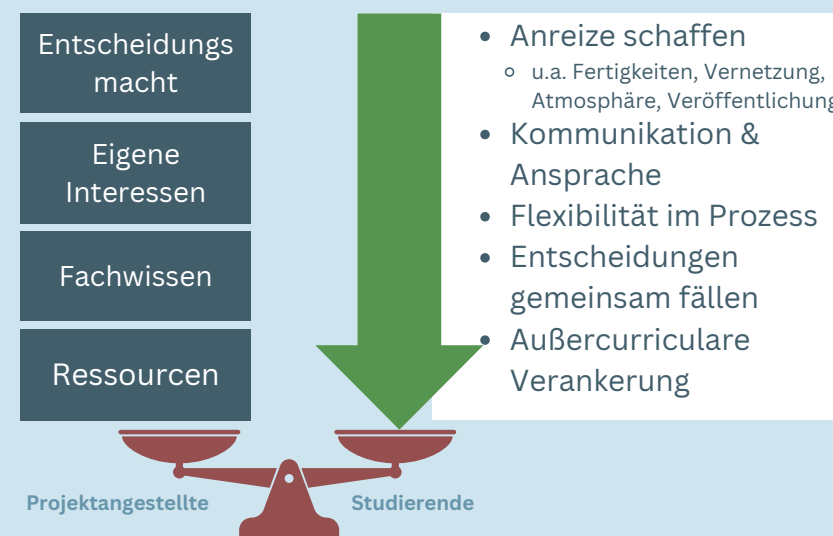 Entscheidungs
macht
Eigene
Interessen
Fachwissen
Ressourcen
• Anreize schaffen
◦ u.a. Fertigkeiten, Vernetzung,
Atmosphäre, Veröffentlichung
• Kommunikation &
Ansprache
• Flexibilität im Prozess
• Entscheidungen
gemeinsam fällen
• Außercurriculare
Verankerung
Projektangestellte
Studierende